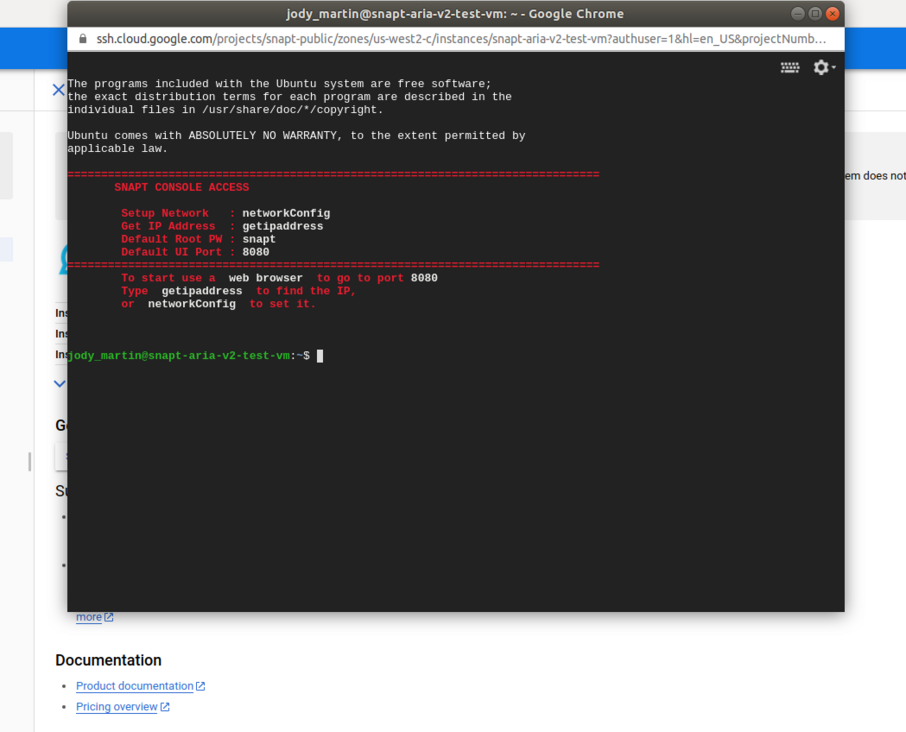 jody_martin@snapt-aria-v2-test-vm: ~ - Google Chrome
ssh.cloud.google.com/projects/snapt-public/zones/us-west2-c/instances/snapt-aria-v2-test-vm?authuser=1&hl=en_US&projectNumb...
The programs included with the Ubuntu system are free software;
the exact distribution terms for each program are described in the
individual files in /usr/share/doc/*/copyright.
Ubuntu comes with ABSOLUTELY NO WARRANTY, to the extent permitted by
applicable law.
===============================================================================
SNAPT CONSOLE ACCESS
Setup Network : networkConfig
Get IP Address : getipaddress
Default Root PW : snapt
Default UI Port : 8080
===============================================================================
To start use a web browser to go to port 8080
Type getipaddress to find the IP,
or networkConfig to set it.
jody_martin@snapt-aria-v2-test-vm:~$
em does not
more
Documentation
Product documentation
Pricing overview